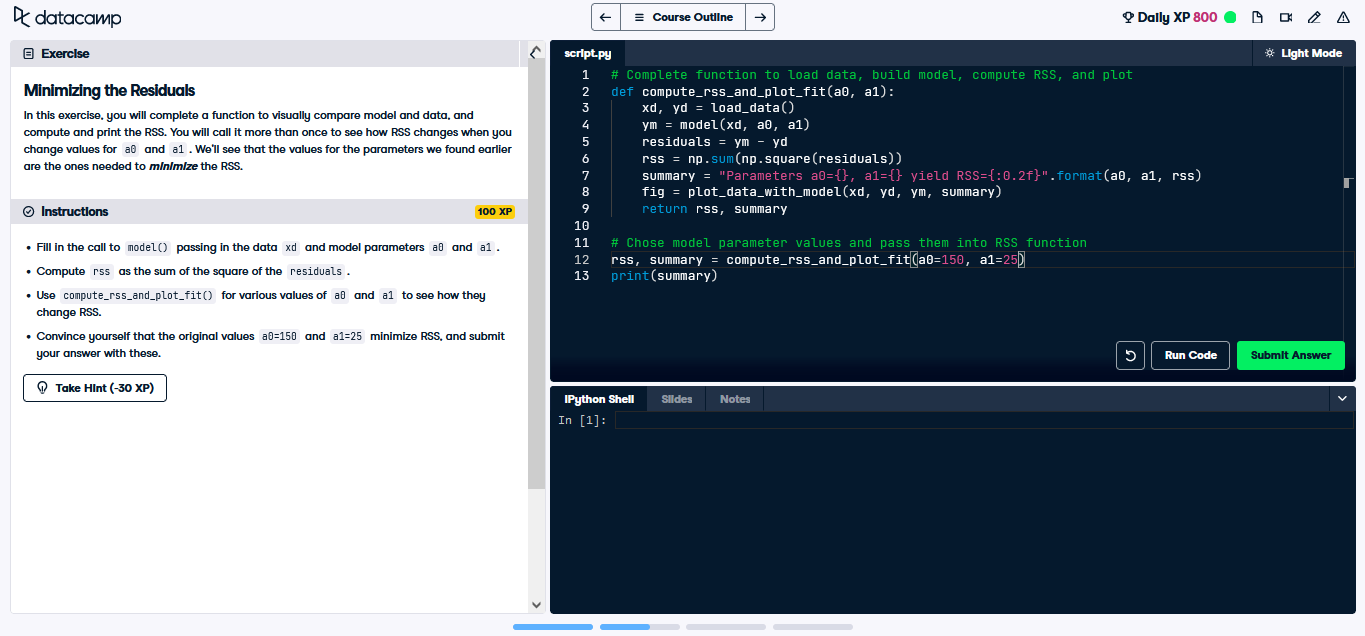 datacamp
Course Outline
Daily XP 800
Exercise
Minimizing the Residuals
In this exercise, you will complete a function to visually compare model and data, and
compute and print the RSS. You will call it more than once to see how RSS changes when you
change values for a0 and a1. We'll see that the values for the parameters we found earlier
are the ones needed to minimize the RSS.
Instructions
100 XP
• Fill in the call to model() passing in the data xd and model parameters a0 and a1.
• Compute rss as the sum of the square of the residuals.
• Use compute_rss_and_plot_fit() for various values of a0 and a1 to see how they
change RSS.
• Convince yourself that the original values a0=150 and a1=25 minimize RSS, and submit
your answer with these.
Take Hint (-30 XP)
script.py
Light Mode
1 # Complete function to load data, build model, compute RSS, and plot
2 def compute_rss_and_plot_fit(a0, a1):
3     xd, yd = load_data()
4     ym = model(xd, a0, a1)
5     residuals = ym - yd
6     rss = np.sum(np.square(residuals))
7     summary = "Parameters a0={}, a1={} yield RSS={:0.2f}".format(a0, a1, rss)
8     fig = plot_data_with_model(xd, yd, ym, summary)
9     return rss, summary
10
11 # Chose model parameter values and pass them into RSS function
12 rss, summary = compute_rss_and_plot_fit(a0=150, a1=25)
13 print(summary)
Run Code
Submit Answer
IPython Shell
Slides
Notes
In [1]: